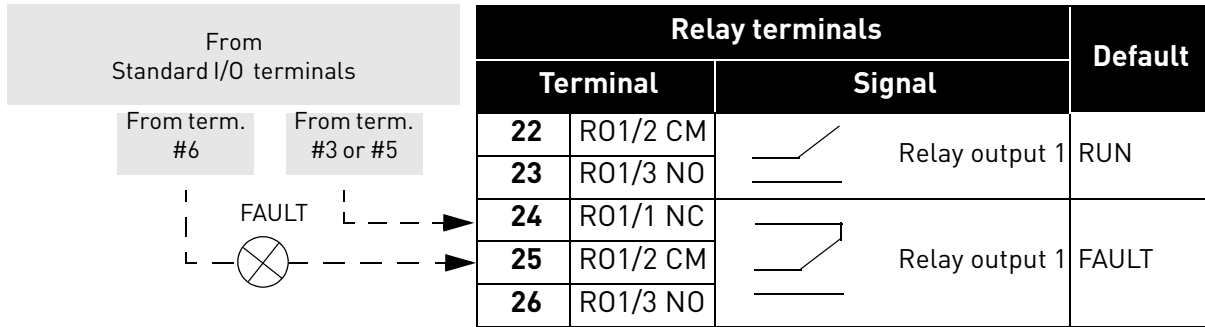 From
Standard I/O terminals
From term.
#6
From term.
#3 or #5
FAULT
Relay terminals
Default
Terminal
Signal
22 RO1/2 CM
Relay output 1 RUN
23 RO1/3 NO
24 RO1/1 NC
25 RO1/2 CM
Relay output 1 FAULT
26 RO1/3 NO